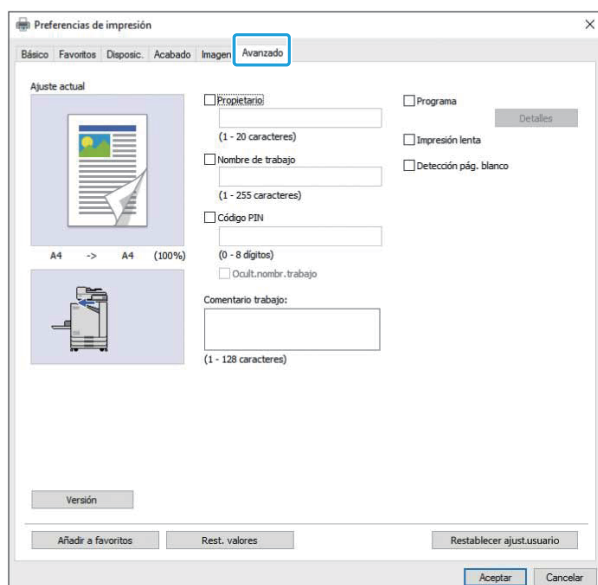 Preferencias de impresión
Básico Favoritos Disposic. Acabado Imagen Avanzado
Ajuste actual
A4 -> A4 (100%)
Propietario
(1 - 20 caracteres)
Nombre de trabajo
(1 - 255 caracteres)
Código PIN
(0 - 8 dígitos)
Ocult.nombr.trabajo
Comentario trabajo:
(1 - 128 caracteres)
Programa
Detalles
Impresión lenta
Detección pág. blanco
Versión
Añadir a favoritos Rest. valores Restablecer ajust.usuario
Aceptar Cancelar